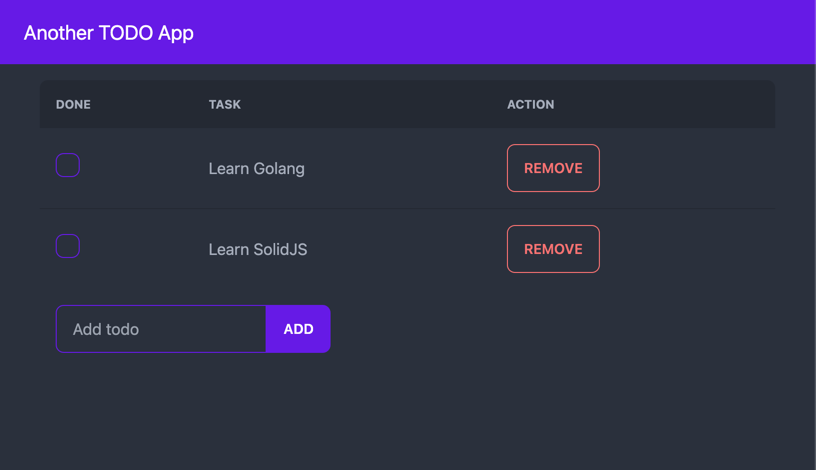 Another TODO App
DONE TASK ACTION
Learn Golang REMOVE
Learn SolidJS REMOVE
Add todo ADD